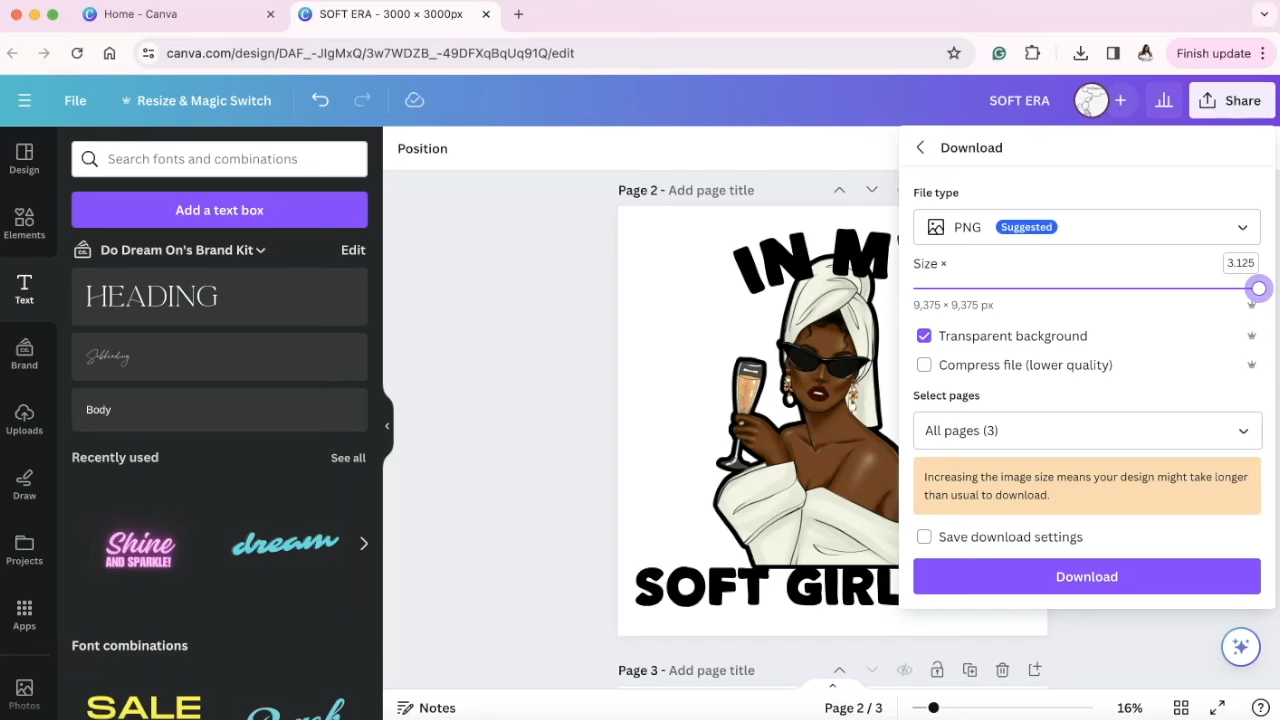 Home - Canva
SOFT ERA - 3000 × 3000px
canva.com/design/DAF_-JIgMxQ/3w7WDZB_-49DFXqBqUq91Q/edit
Finish update
File
Resize & Magic Switch
SOFT ERA
Share
Design
Elements
Text
Brand
Uploads
Draw
Projects
Apps
Photos
Search fonts and combinations
Add a text box
Do Dream On's Brand Kit
Edit
HEADING
Subheading
Body
Recently used
See all
Shine
AND SPARKLE!
dream
Font combinations
SALE
Position
Page 2 - Add page title
IN M
SOFT GIRL
Page 3 - Add page title
Notes
Page 2 / 3
16%
Download
File type
PNG
Suggested
Size ×
3.125
9,375 × 9,375 px
Transparent background
Compress file (lower quality)
Select pages
All pages (3)
Increasing the image size means your design might take longer
than usual to download.
Save download settings
Download